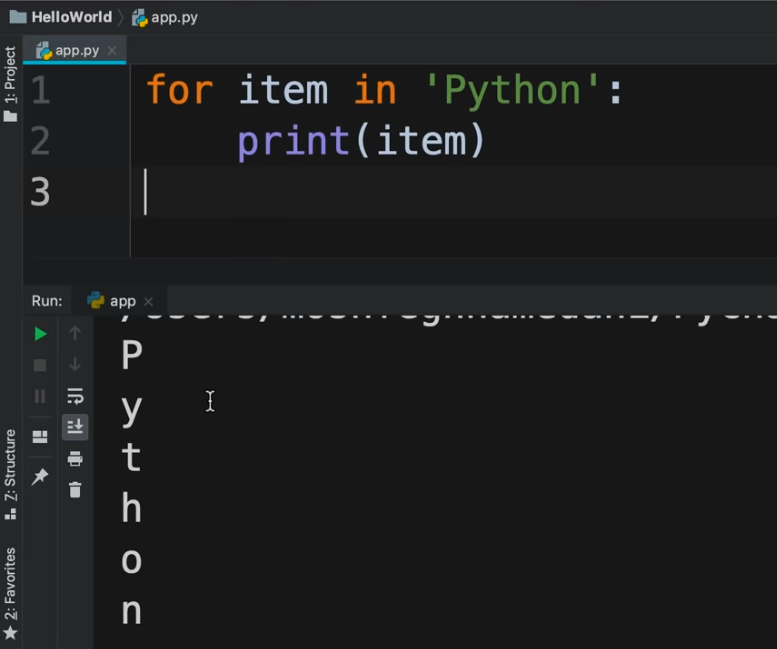 HelloWorld app.py
app.py
1: Project
1 for item in 'Python':
2     print(item)
3
Run: app
P
y
t
h
o
n
Z: Structure
2: Favorites